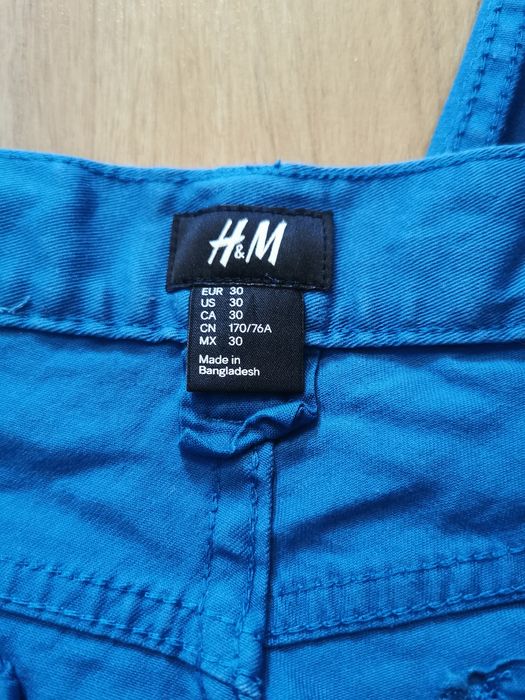 H&M
EUR 30
US 30
CA 30
CN 170/76A
MX 30
Made in
Bangladesh